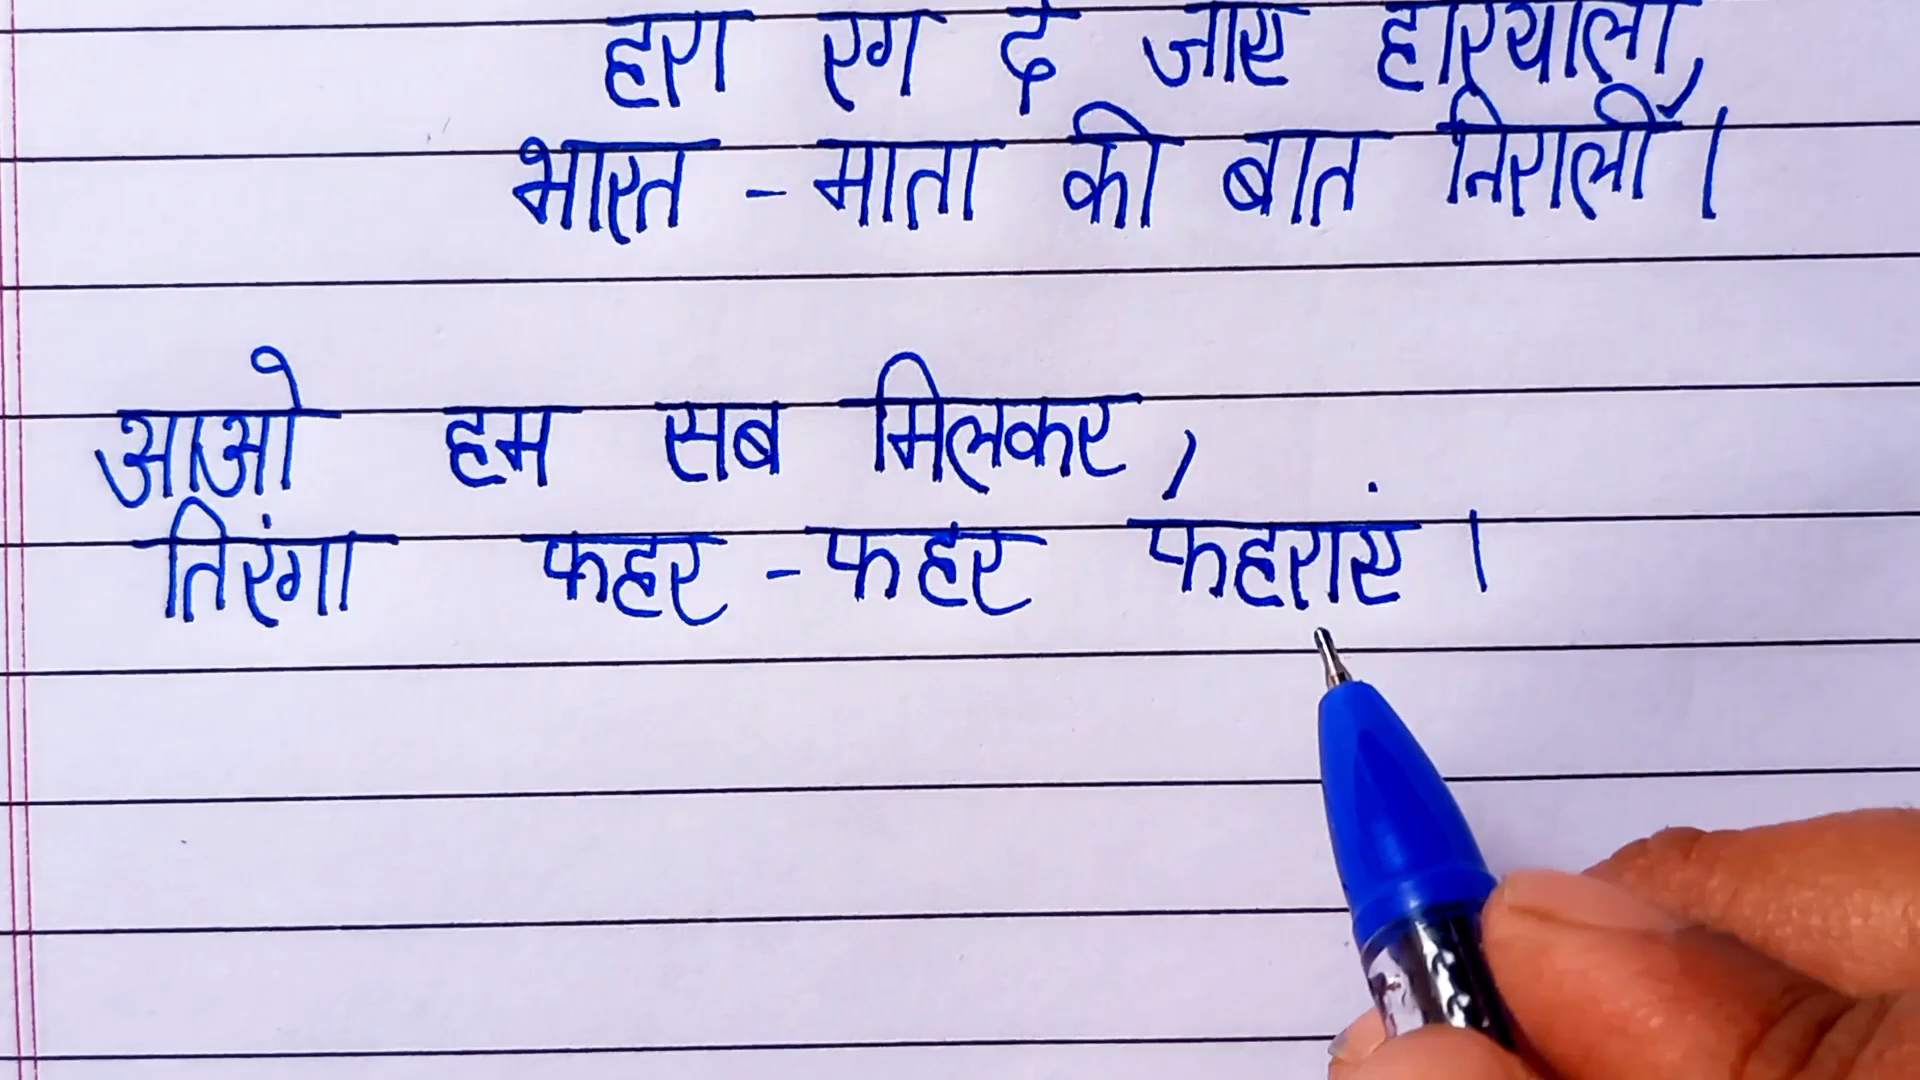 हरा रंग दे जाए हरियाली,
भारत - माता की बात निराली।
आओ हम सब मिलकर,
तिरंगा फहर - फहर फहराएं।